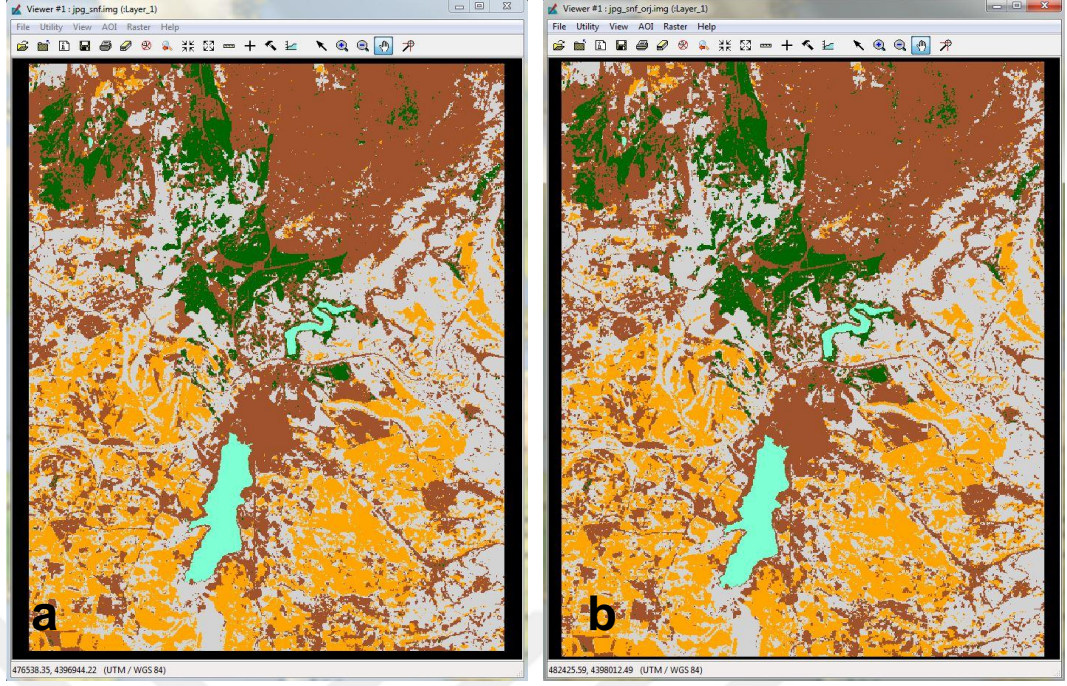 Viewer #1 : jpg_snf.img (:Layer_1)
File Utility View AOI Raster Help
a
476538.35, 4396944.22 (UTM / WGS 84)
Viewer #1 : jpg_snf_orj.img (:Layer_1)
File Utility View AOI Raster Help
b
482425.59, 4398012.49 (UTM / WGS 84)